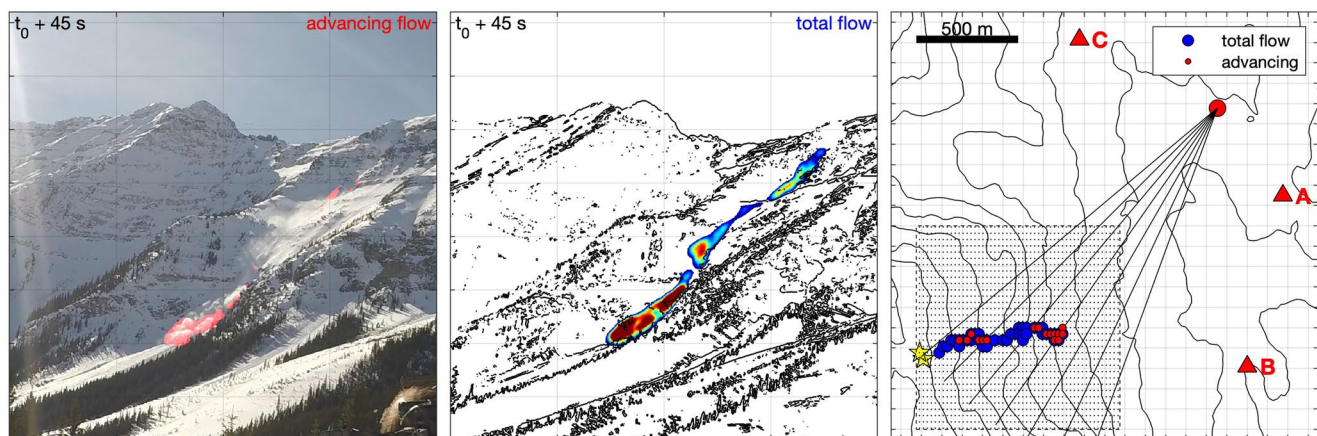 t0 + 45 s
advancing flow
t0 + 45 s
total flow
500 m
C
total flow
advancing
A
B